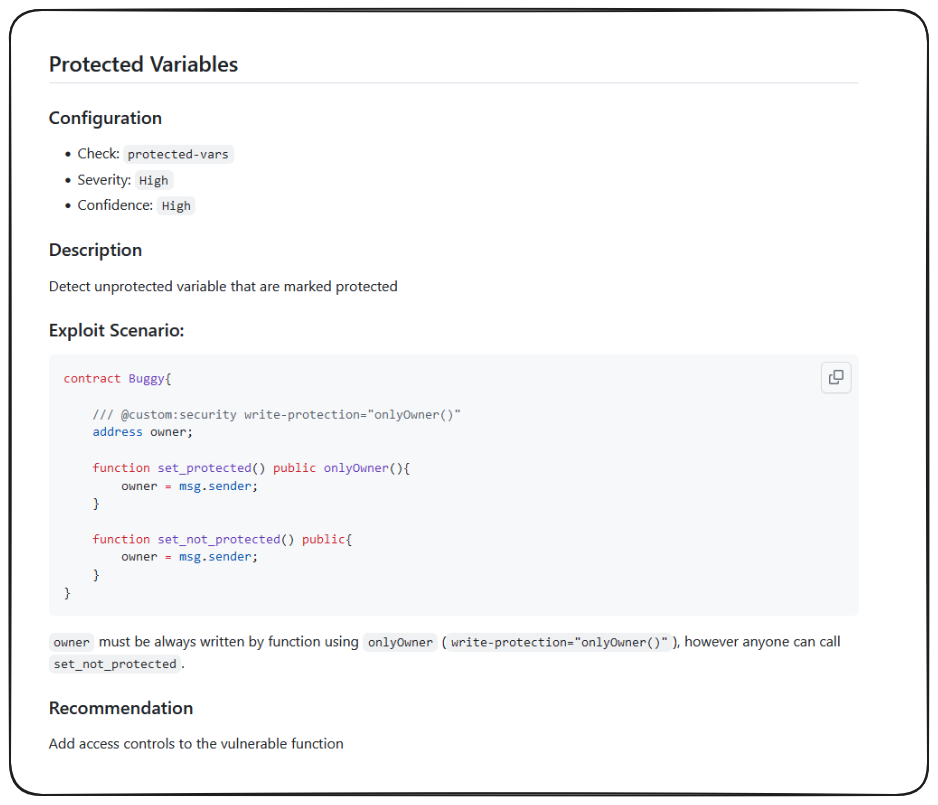 Protected Variables
Configuration
• Check: protected-vars
• Severity: High
• Confidence: High
Description
Detect unprotected variable that are marked protected
Exploit Scenario:
contract Buggy{
/// @custom:security write-protection="onlyOwner()"
address owner;
function set_protected() public onlyOwner(){
owner = msg.sender;
}
function set_not_protected() public{
owner = msg.sender;
}
}
owner must be always written by function using onlyOwner ( write-protection="onlyOwner()" ), however anyone can call
set_not_protected .
Recommendation
Add access controls to the vulnerable function